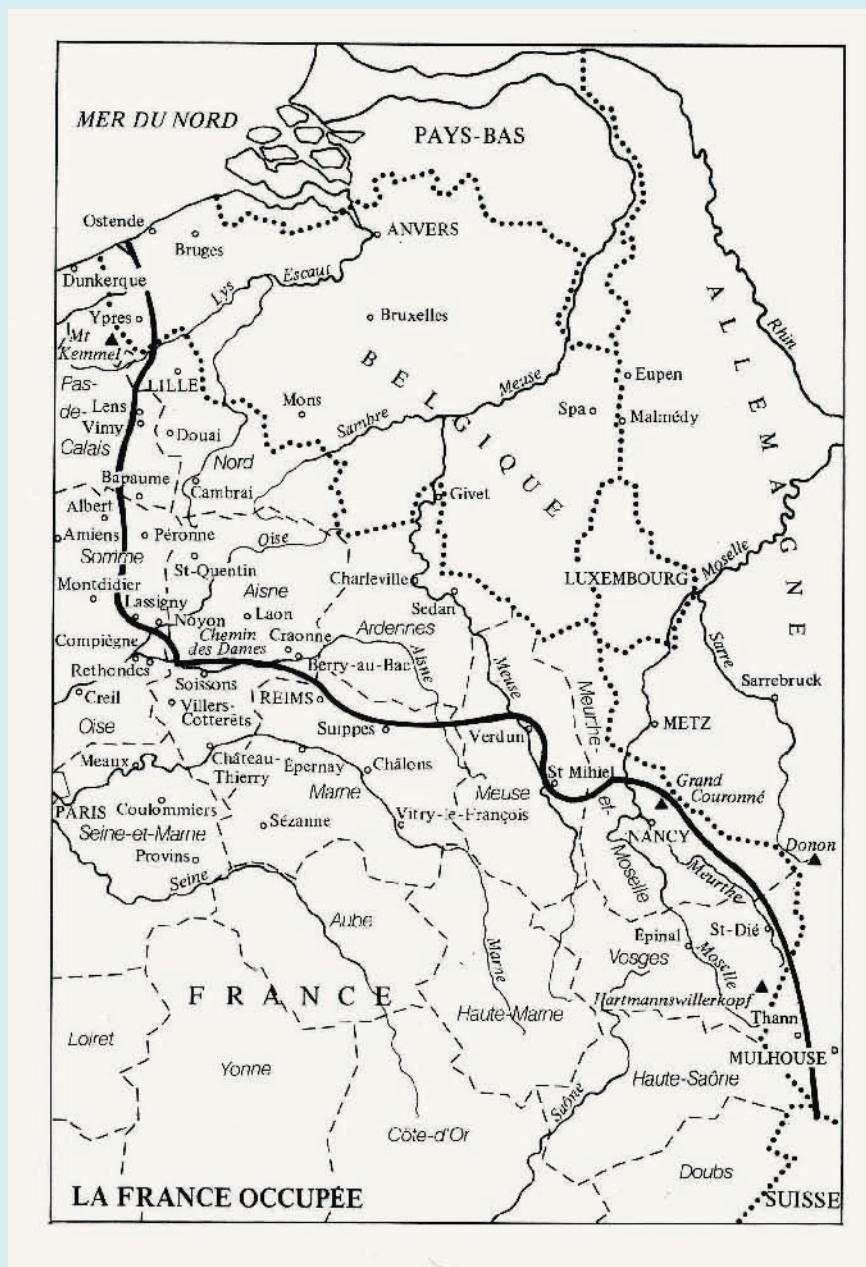 MER DU NORD
PAYS-BAS
Ostende
Bruges
ANVERS
Dunkerque
Lys
Escaut
Ypres
Mt
Kemmel
Bruxelles
BELGIQUE
ALLEMAGNE
Rhin
Pas-
de-
Calais
LILLE
Lens
Vimy
Douai
Mons
Sambre
Meuse
Spa
Eupen
Malmédy
Nord
Bapaume
Cambrai
Givet
Albert
Amiens
Péronne
Somme
Oise
St-Quentin
Aisne
Charleville
LUXEMBOURG
Moselle
Montdidier
Lassigny
Noyon
Laon
Sedan
Ardennes
Compiègne
Chemin
des Dames
Craonne
Sarre
Rethondes
Berry-au-Bac
Aisne
Meuse
Soissons
Creil
Villers-
Cotterêts
REIMS
Sarrebruck
Oise
Suippes
Verdun
METZ
Meurthe-
et-
Moselle
Meaux
Château-
Thierry
Épernay
Châlons
St Mihiel
Grand
Couronné
PARIS
Coulommiers
Marne
Meuse
Seine-et-Marne
Sézanne
Vitry-le-François
NANCY
Donon
Provins
Seine
Meurthe
Aube
Marne
Épinal
Moselle
St-Dié
Vosges
FRANCE
Haute-Marne
Hartmannswillerkopf
Thann
Loiret
Yonne
MULHOUSE
Haute-Saône
Saône
Côte-d'Or
Doubs
LA FRANCE OCCUPÉE
SUISSE